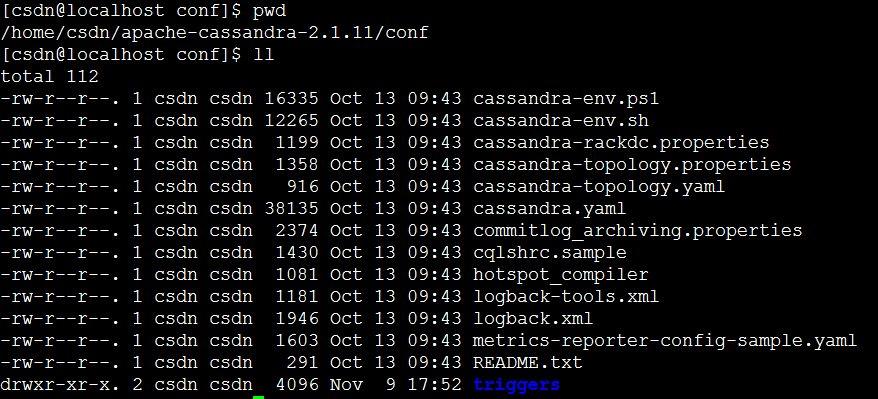 [csdn@localhost conf]$ pwd
/home/csdn/apache-cassandra-2.1.11/conf
[csdn@localhost conf]$ ll
total 112
-rw-r--r--. 1 csdn csdn 16335 Oct 13 09:43 cassandra-env.ps1
-rw-r--r--. 1 csdn csdn 12265 Oct 13 09:43 cassandra-env.sh
-rw-r--r--. 1 csdn csdn  1199 Oct 13 09:43 cassandra-rackdc.properties
-rw-r--r--. 1 csdn csdn  1358 Oct 13 09:43 cassandra-topology.properties
-rw-r--r--. 1 csdn csdn   916 Oct 13 09:43 cassandra-topology.yaml
-rw-r--r--. 1 csdn csdn 38135 Oct 13 09:43 cassandra.yaml
-rw-r--r--. 1 csdn csdn  2374 Oct 13 09:43 commitlog_archiving.properties
-rw-r--r--. 1 csdn csdn  1430 Oct 13 09:43 cqlshrc.sample
-rw-r--r--. 1 csdn csdn  1081 Oct 13 09:43 hotspot_compiler
-rw-r--r--. 1 csdn csdn  1181 Oct 13 09:43 logback-tools.xml
-rw-r--r--. 1 csdn csdn  1946 Oct 13 09:43 logback.xml
-rw-r--r--. 1 csdn csdn  1603 Oct 13 09:43 metrics-reporter-config-sample.yaml
-rw-r--r--. 1 csdn csdn   291 Oct 13 09:43 README.txt
drwxr-xr-x. 2 csdn csdn  4096 Nov  9 17:52 triggers